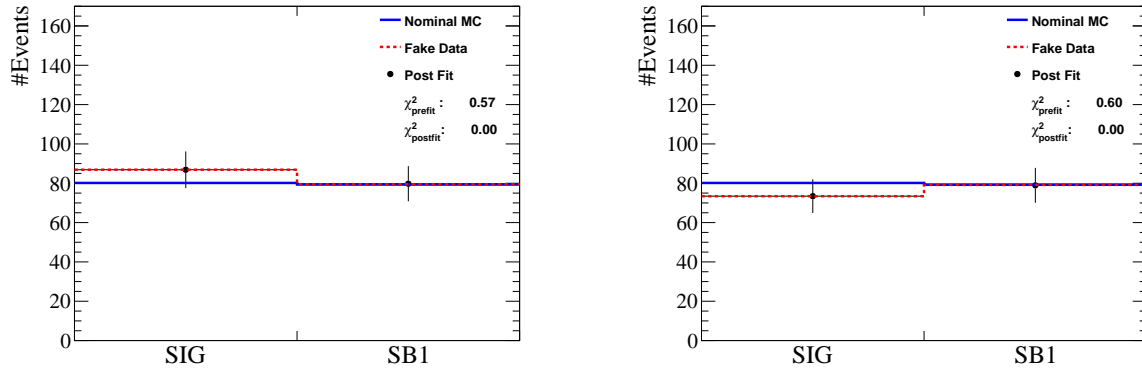 #Events
160
140
120
100
80
60
40
20
0
SIG SB1
Nominal MC
Fake Data
Post Fit
χ²prefit : 0.57
χ²postfit : 0.00
#Events
160
140
120
100
80
60
40
20
0
SIG SB1
Nominal MC
Fake Data
Post Fit
χ²prefit : 0.60
χ²postfit : 0.00